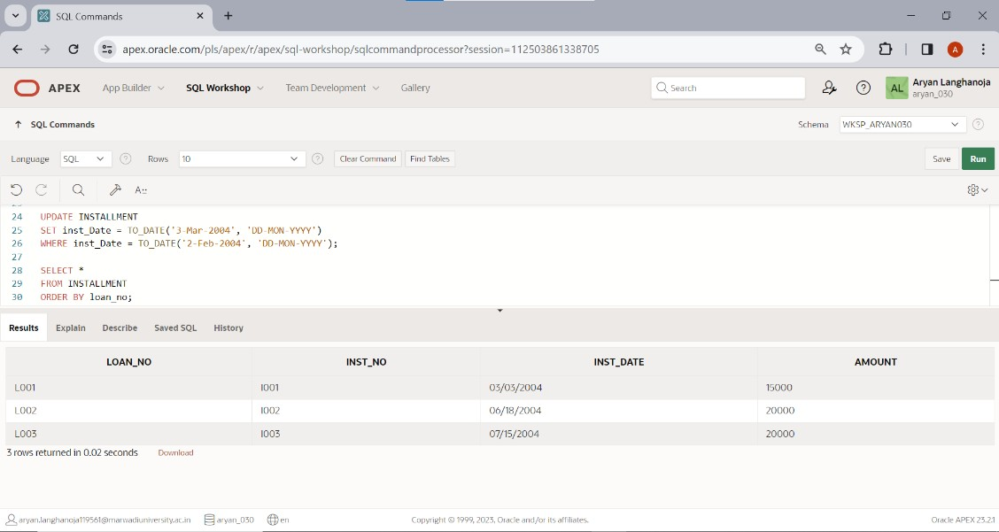 SQL Commands
apex.oracle.com/pls/apex/r/apex/sql-workshop/sqlcommandprocessor?session=112503861338705
A
APEX App Builder SQL Workshop Team Development Gallery Search AL Aryan Langhanoja
aryan_030
SQL Commands Schema WKSP_ARYAN030
Language SQL Rows 10 Clear Command Find Tables Save Run
A::
24 UPDATE INSTALLMENT
25 SET inst_Date = TO_DATE('3-Mar-2004', 'DD-MON-YYYY')
26 WHERE inst_Date = TO_DATE('2-Feb-2004', 'DD-MON-YYYY');
27
28 SELECT *
29 FROM INSTALLMENT
30 ORDER BY loan_no;
Results Explain Describe Saved SQL History
LOAN_NO INST_NO INST_DATE AMOUNT
L001 I001 03/03/2004 15000
L002 I002 06/18/2004 20000
L003 I003 07/15/2004 20000
3 rows returned in 0.02 seconds Download
aryan.langhanoja119561@marwadiuniversity.ac.in aryan_030 en Copyright © 1999, 2023, Oracle and/or its affiliates. Oracle APEX 23.2.1